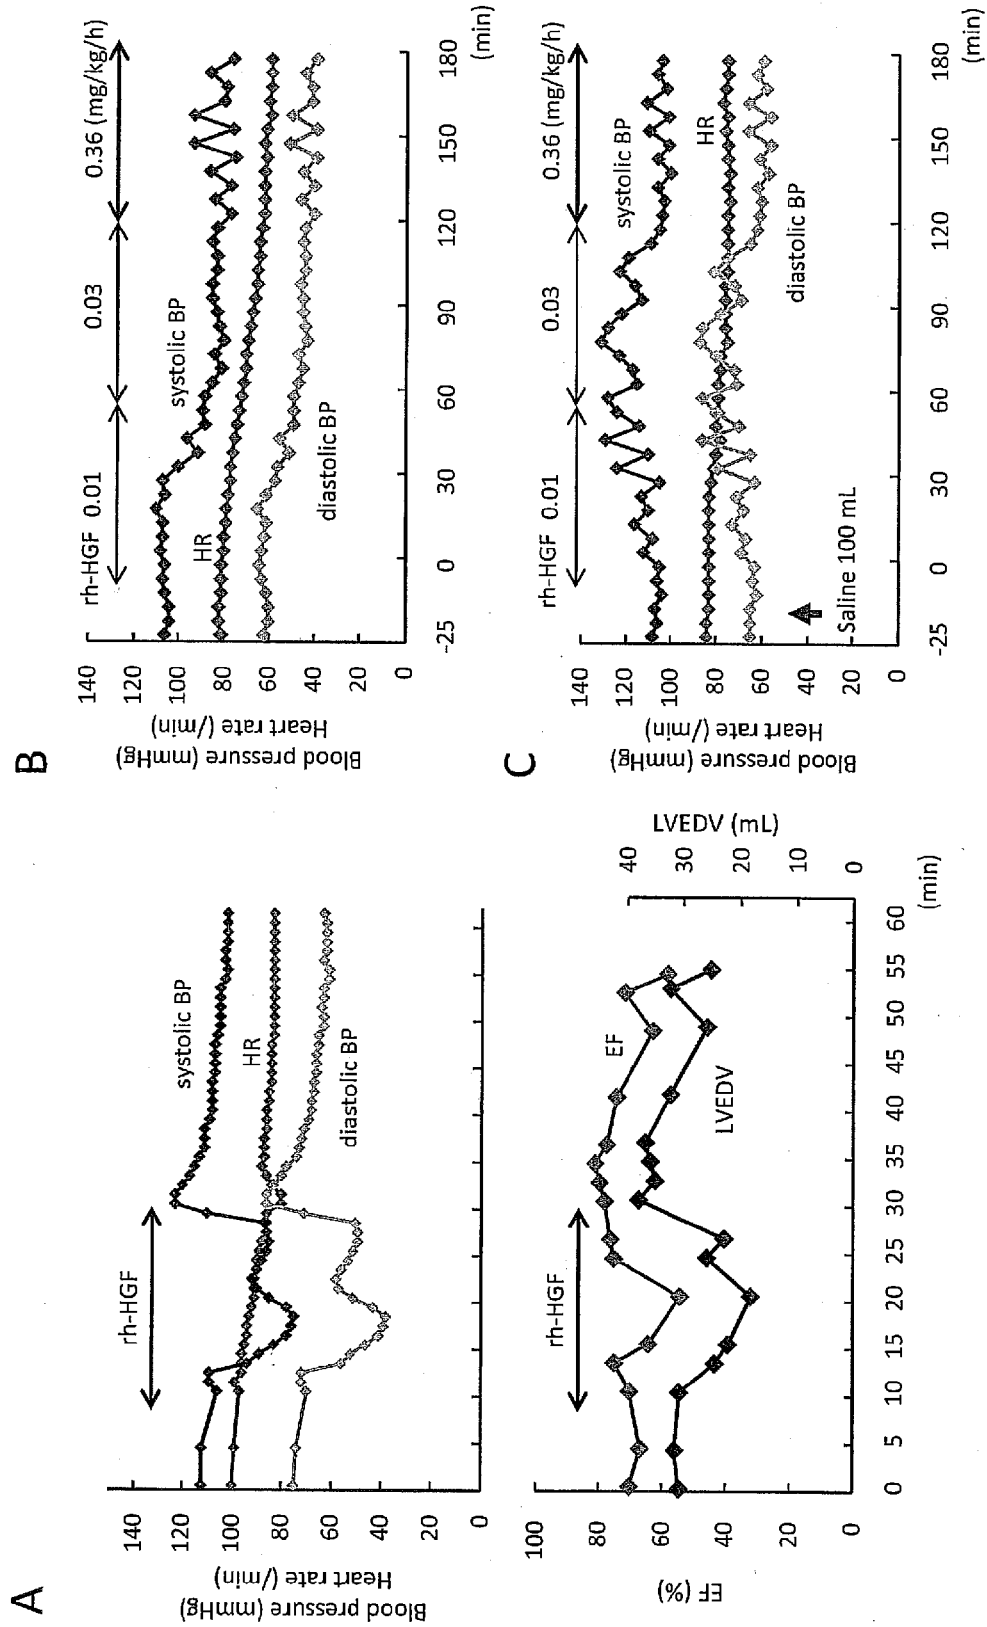 A
rh-HGF
systolic BP
HR
diastolic BP
Blood pressure (mmHg)
Heart rate (/min)
140
120
100
80
60
40
20
0
rh-HGF
EF
LVEDV
EF (%)
100
80
60
40
20
0
LVEDV (mL)
40
30
20
10
0
0 5 10 15 20 25 30 35 40 45 50 55 60
(min)
B
rh-HGF 0.01 0.03 0.36 (mg/kg/h)
systolic BP
HR
diastolic BP
Blood pressure (mmHg)
Heart rate (/min)
140
120
100
80
60
40
20
0
-25 0 30 60 90 120 150 180
(min)
C
rh-HGF 0.01 0.03 0.36 (mg/kg/h)
systolic BP
HR
diastolic BP
Saline 100 mL
Blood pressure (mmHg)
Heart rate (/min)
140
120
100
80
60
40
20
0
-25 0 30 60 90 120 150 180
(min)